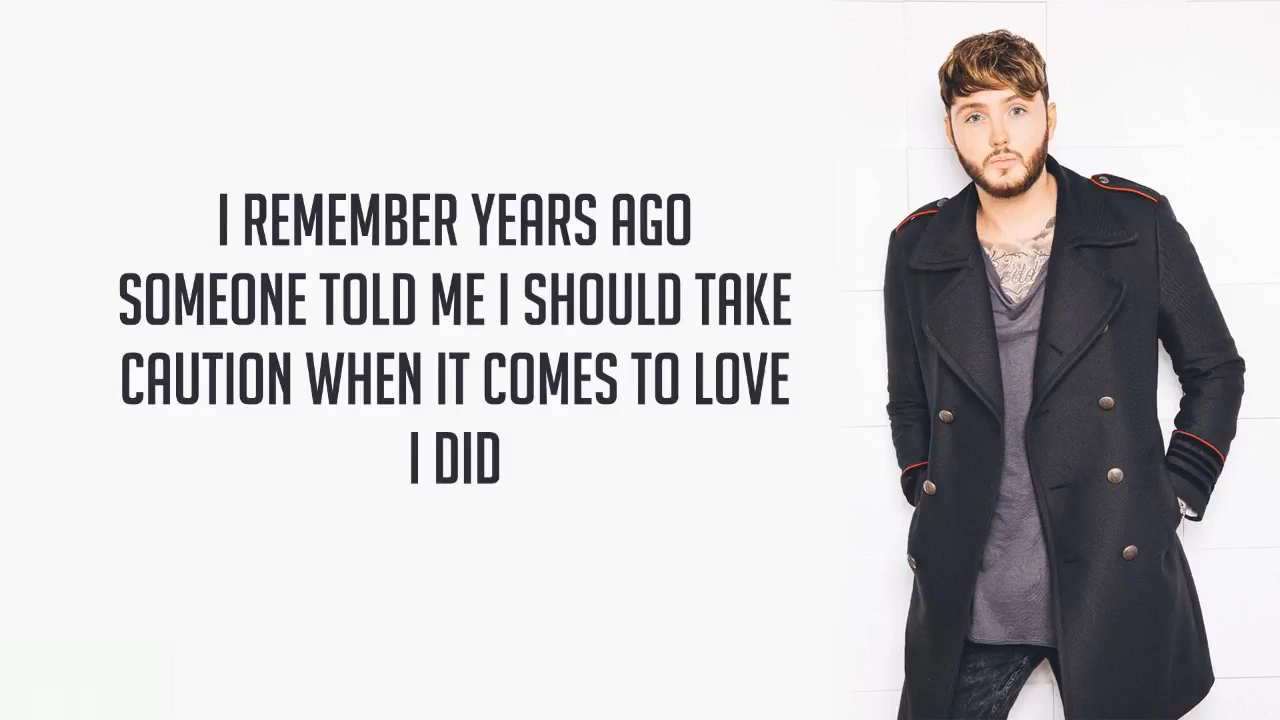 I REMEMBER YEARS AGO
SOMEONE TOLD ME I SHOULD TAKE
CAUTION WHEN IT COMES TO LOVE
I DID